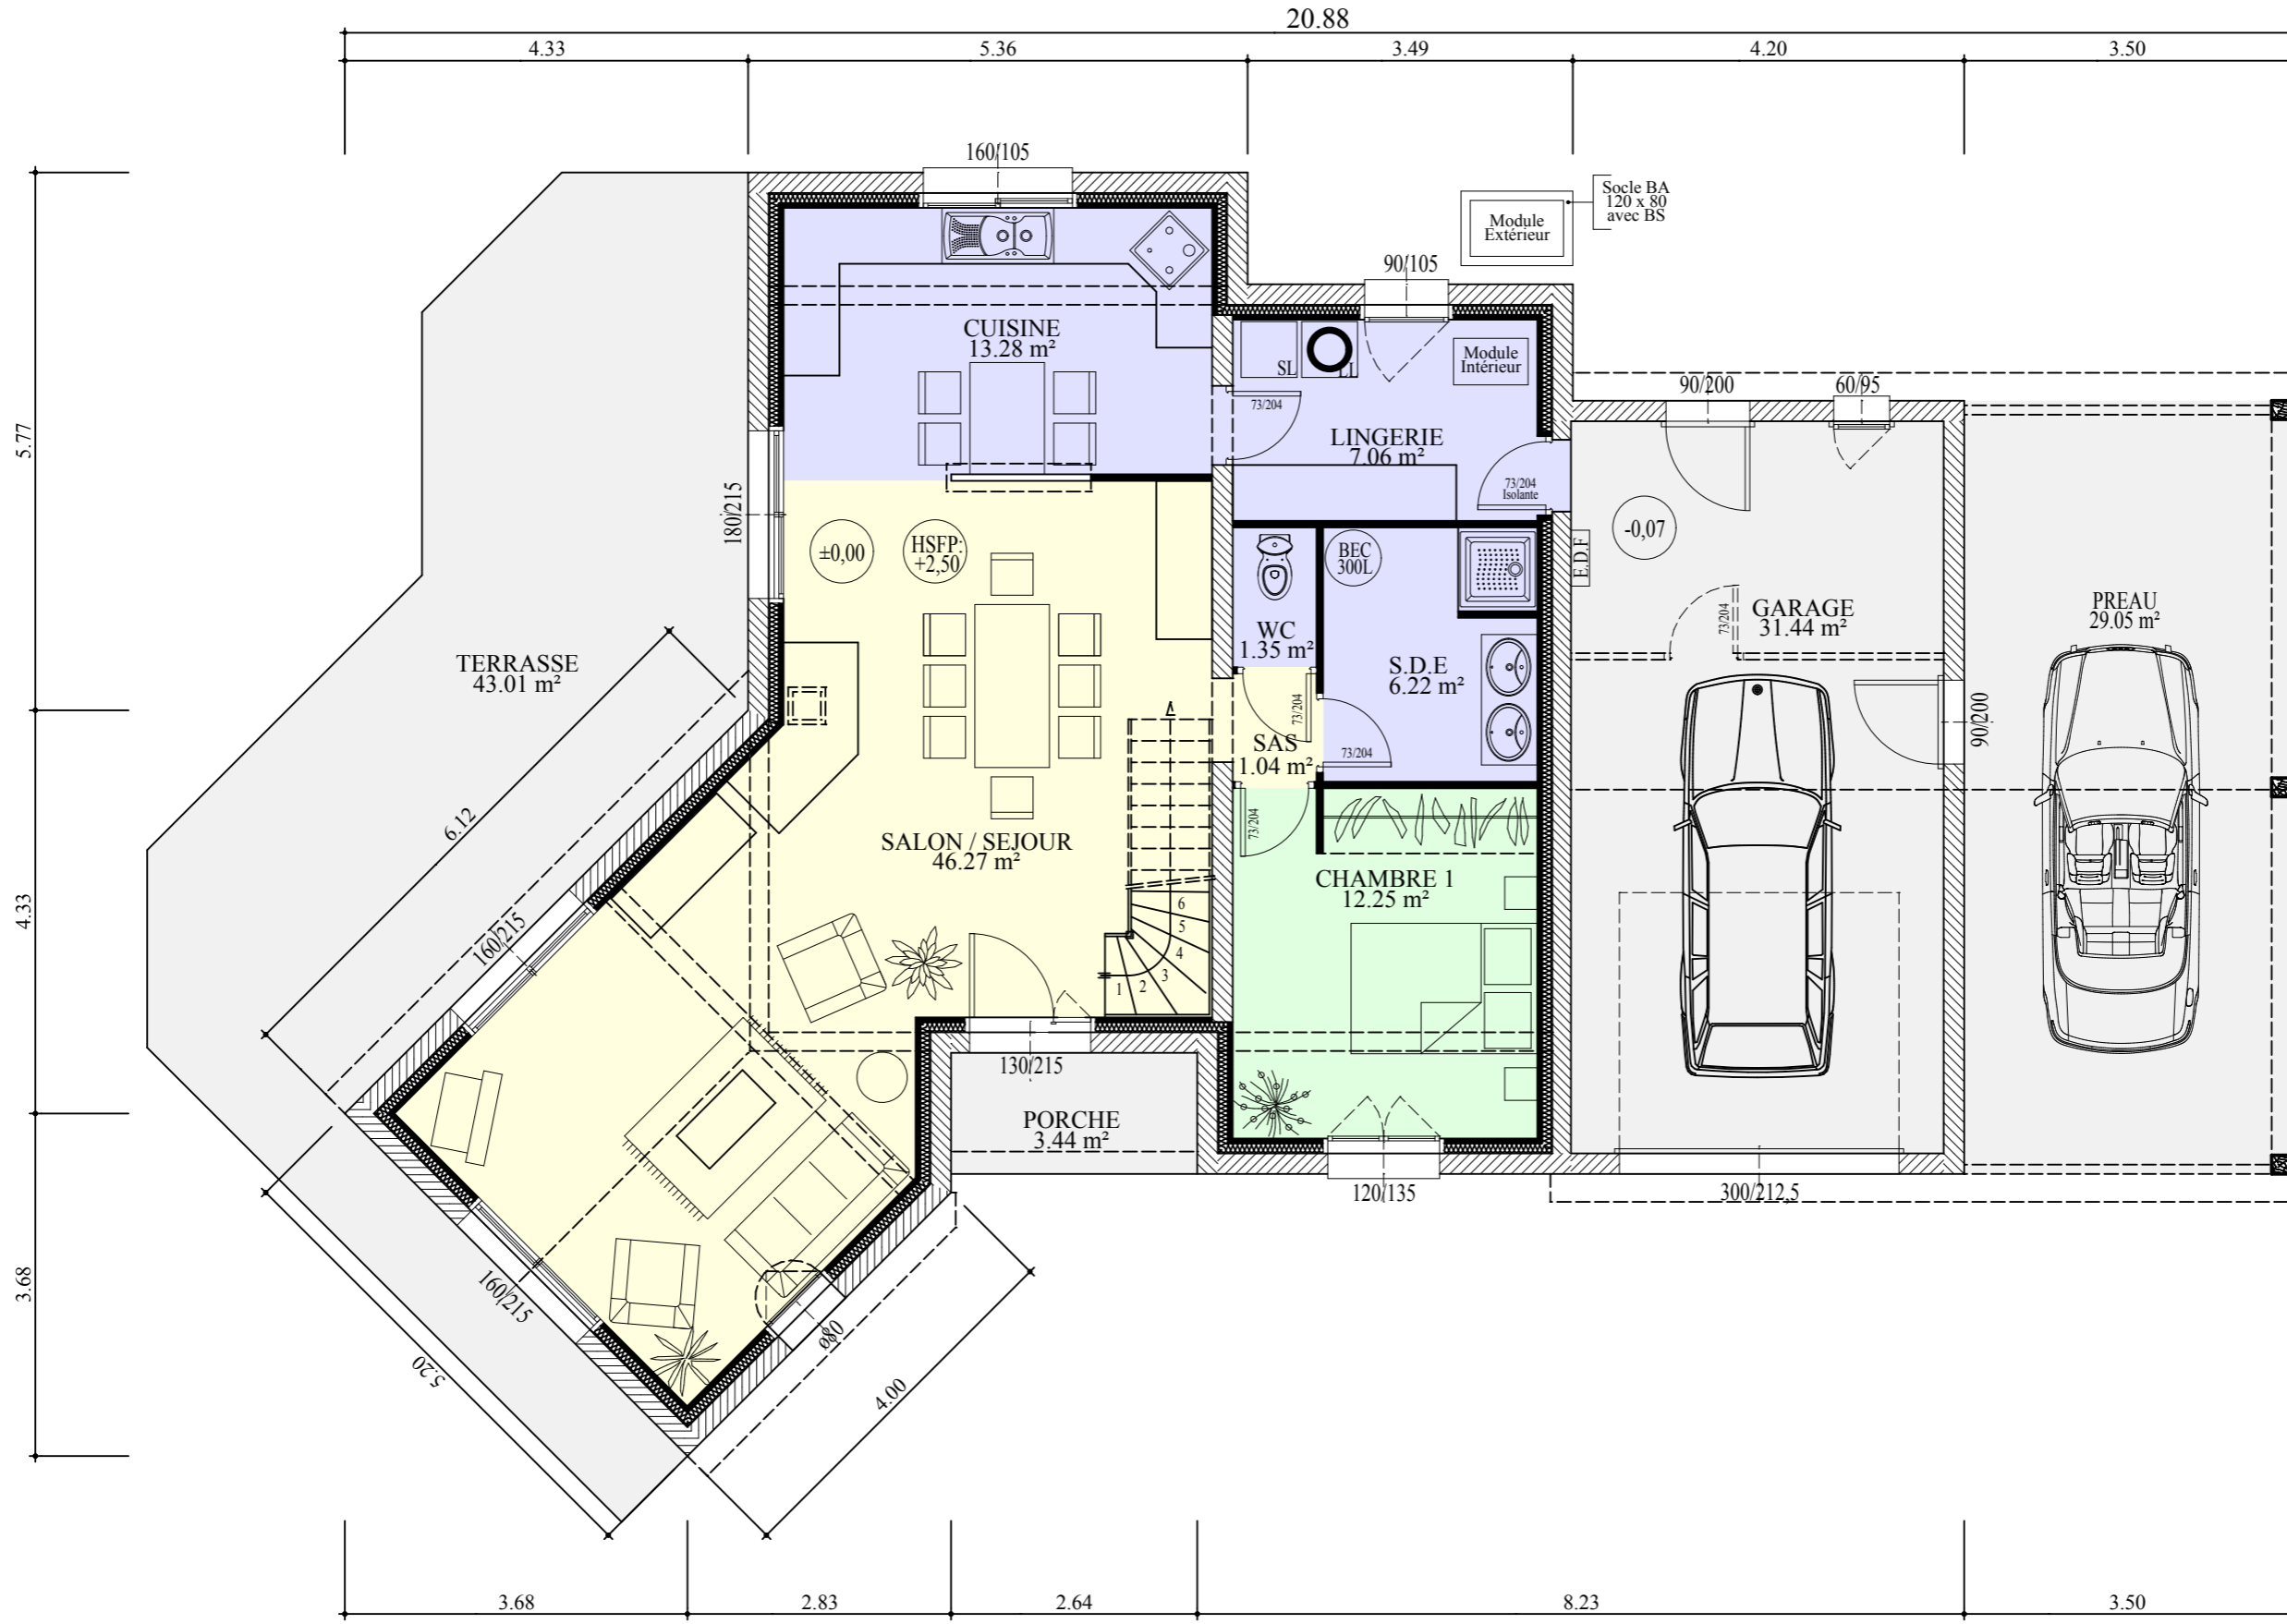 20.88
4.33
5.36
3.49
4.20
3.50
160/105
Socle BA
120 x 80
avec BS
Module
Extérieur
90/105
CUISINE
13.28 m²
SL
LL
Module
Intérieur
90/200
60/95
73/204
LINGERIE
7.06 m²
5.77
180/215
73/204
Isolante
±0,00
HSFP:
+2,50
BEC
300L
E.D.F
-0,07
GARAGE
31.44 m²
73/204
PREAU
29.05 m²
WC
1.35 m²
TERRASSE
43.01 m²
S.D.E
6.22 m²
73/204
90/200
SAS
1.04 m²
73/204
6.12
73/204
SALON / SEJOUR
46.27 m²
CHAMBRE 1
12.25 m²
4.33
160/215
6
5
4
3
2
1
130/215
PORCHE
3.44 m²
120/135
300/212,5
3.68
160/215
ø80
5.20
4.00
3.68
2.83
2.64
8.23
3.50